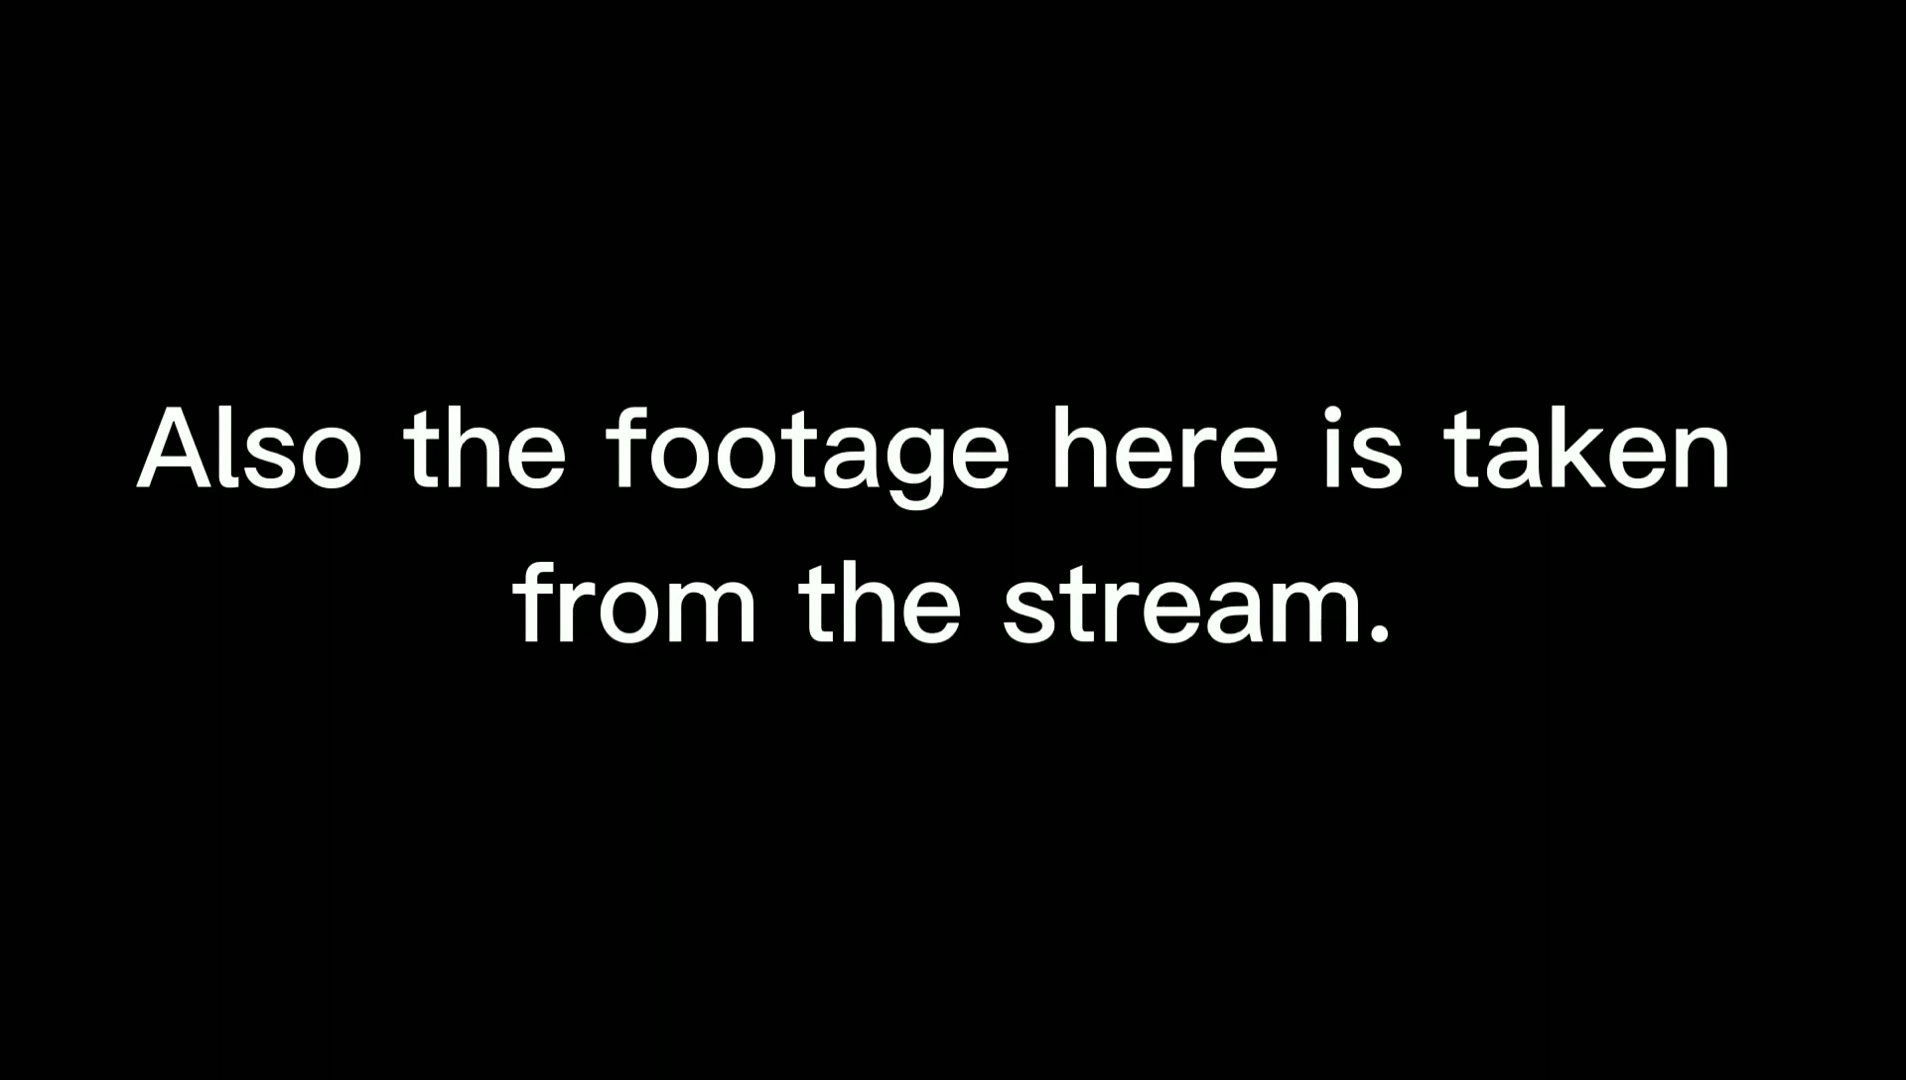 Also the footage here is taken
from the stream.